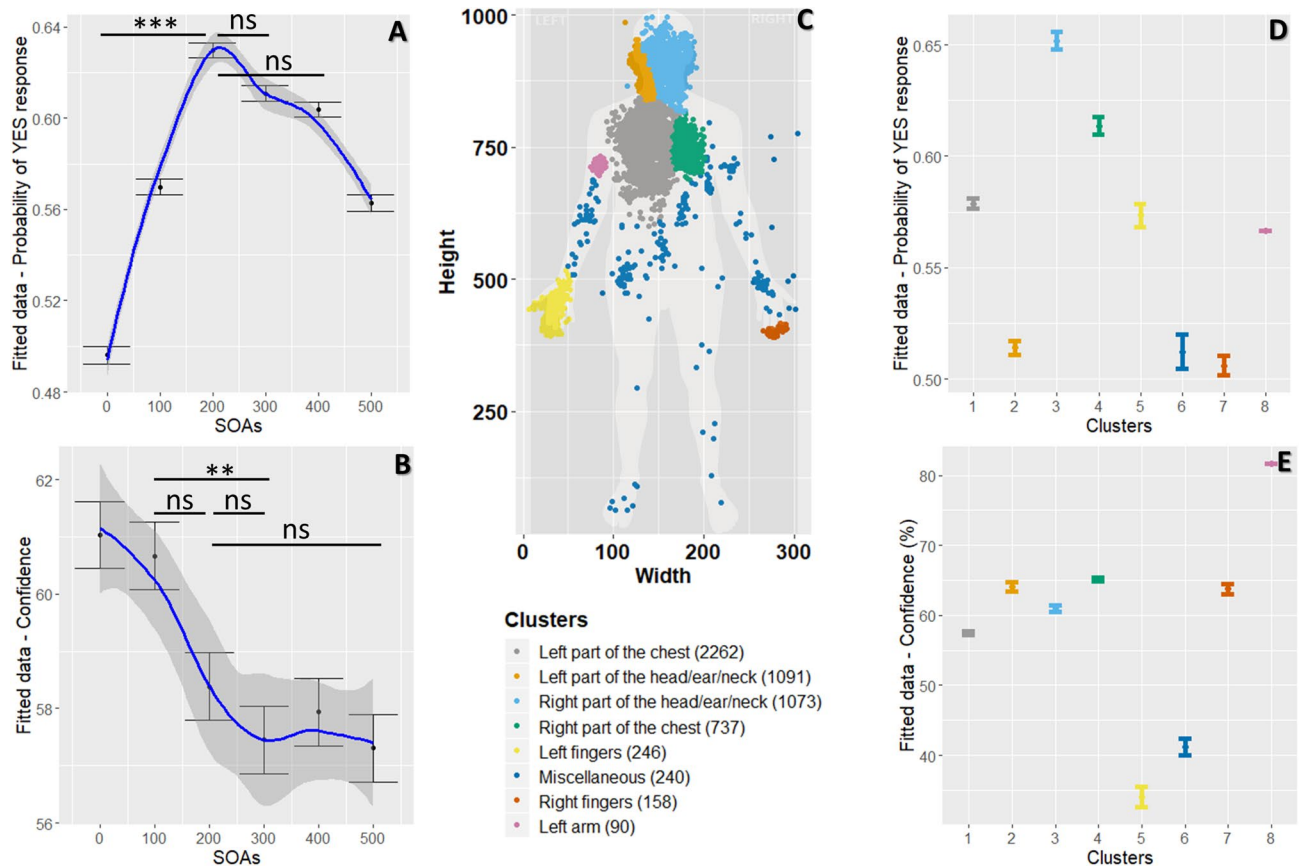 A
***
ns
ns
Fitted data - Probability of YES response
0.64
0.60
0.56
0.52
0.48
0 100 200 300 400 500
SOAs
B
**
ns ns
ns
Fitted data - Confidence
62
60
58
56
0 100 200 300 400 500
SOAs
C
LEFT RIGHT
Height
1000
750
500
250
0 100 200 300
Width
Clusters
Left part of the chest (2262)
Left part of the head/ear/neck (1091)
Right part of the head/ear/neck (1073)
Right part of the chest (737)
Left fingers (246)
Miscellaneous (240)
Right fingers (158)
Left arm (90)
D
Fitted data - Probability of YES response
0.65
0.60
0.55
0.50
1 2 3 4 5 6 7 8
Clusters
E
Fitted data - Confidence (%)
80
70
60
50
40
1 2 3 4 5 6 7 8
Clusters